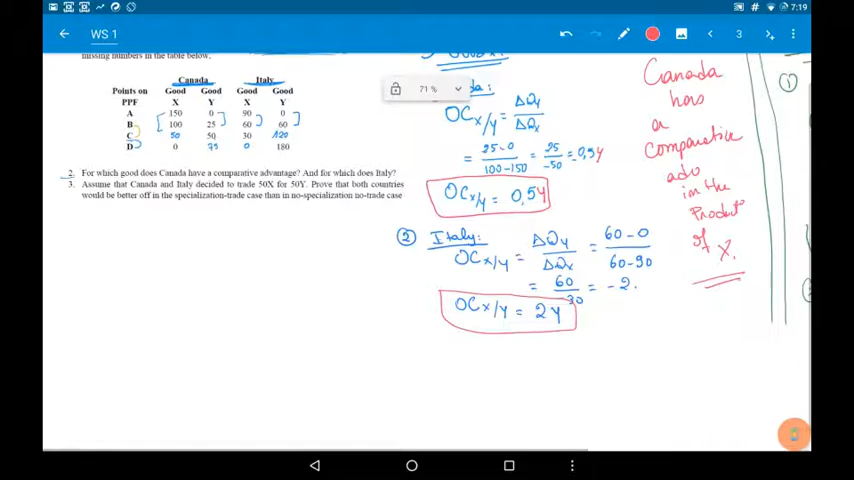 7:19
WS 1
3
missing numbers in the table below.
71 %
Canada Italy
Points on Good Good Good Good
PPF X Y X Y
A 150 0 90 0
B 100 25 60 60
C 50 50 30 120
D 0 75 0 180
2. For which good does Canada have a comparative advantage? And for which does Italy?
3. Assume that Canada and Italy decided to trade 50X for 50Y. Prove that both countries
would be better off in the specialization-trade case than in no-specialization no-trade case
OCx/y = ΔQy / ΔQx
= 25-0 / 100-150 = 25 / -50 = 0,5Y
OCx/y = 0,5Y
② Italy:
OCx/y = ΔQy / ΔQx = 60-0 / 60-90
= 60 / -30 = -2.
OCx/y = 2Y
Canada
has
a
Comparative
adv
in the
Product
of X.
①